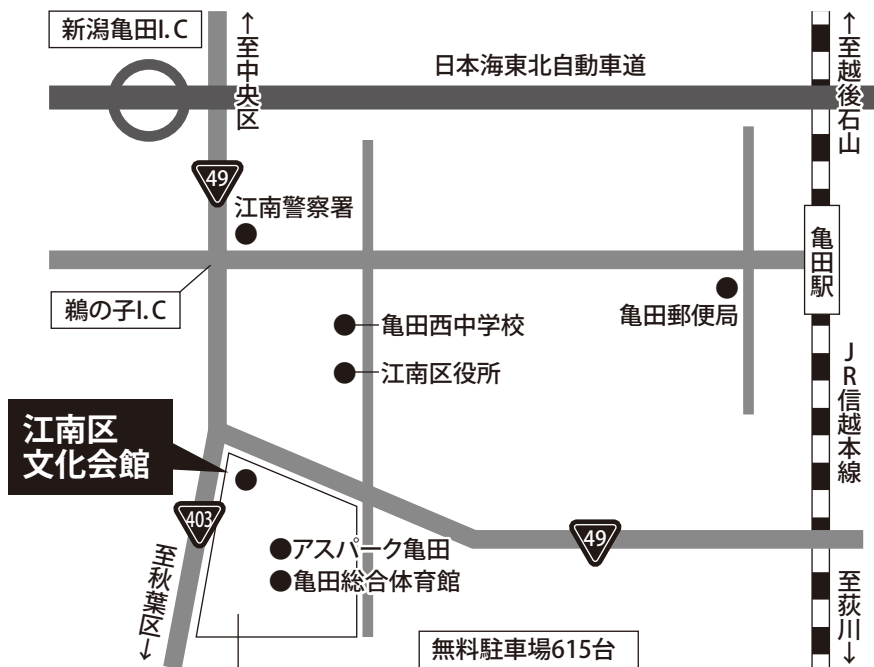 新潟亀田I.C
↑至中央区
日本海東北自動車道
↑至越後石山
49
江南警察署
亀田駅
鵜の子I.C
亀田郵便局
亀田西中学校
江南区役所
JR信越本線
江南区
文化会館
403
49
アスパーク亀田
亀田総合体育館
至秋葉区↓
至荻川↓
無料駐車場615台